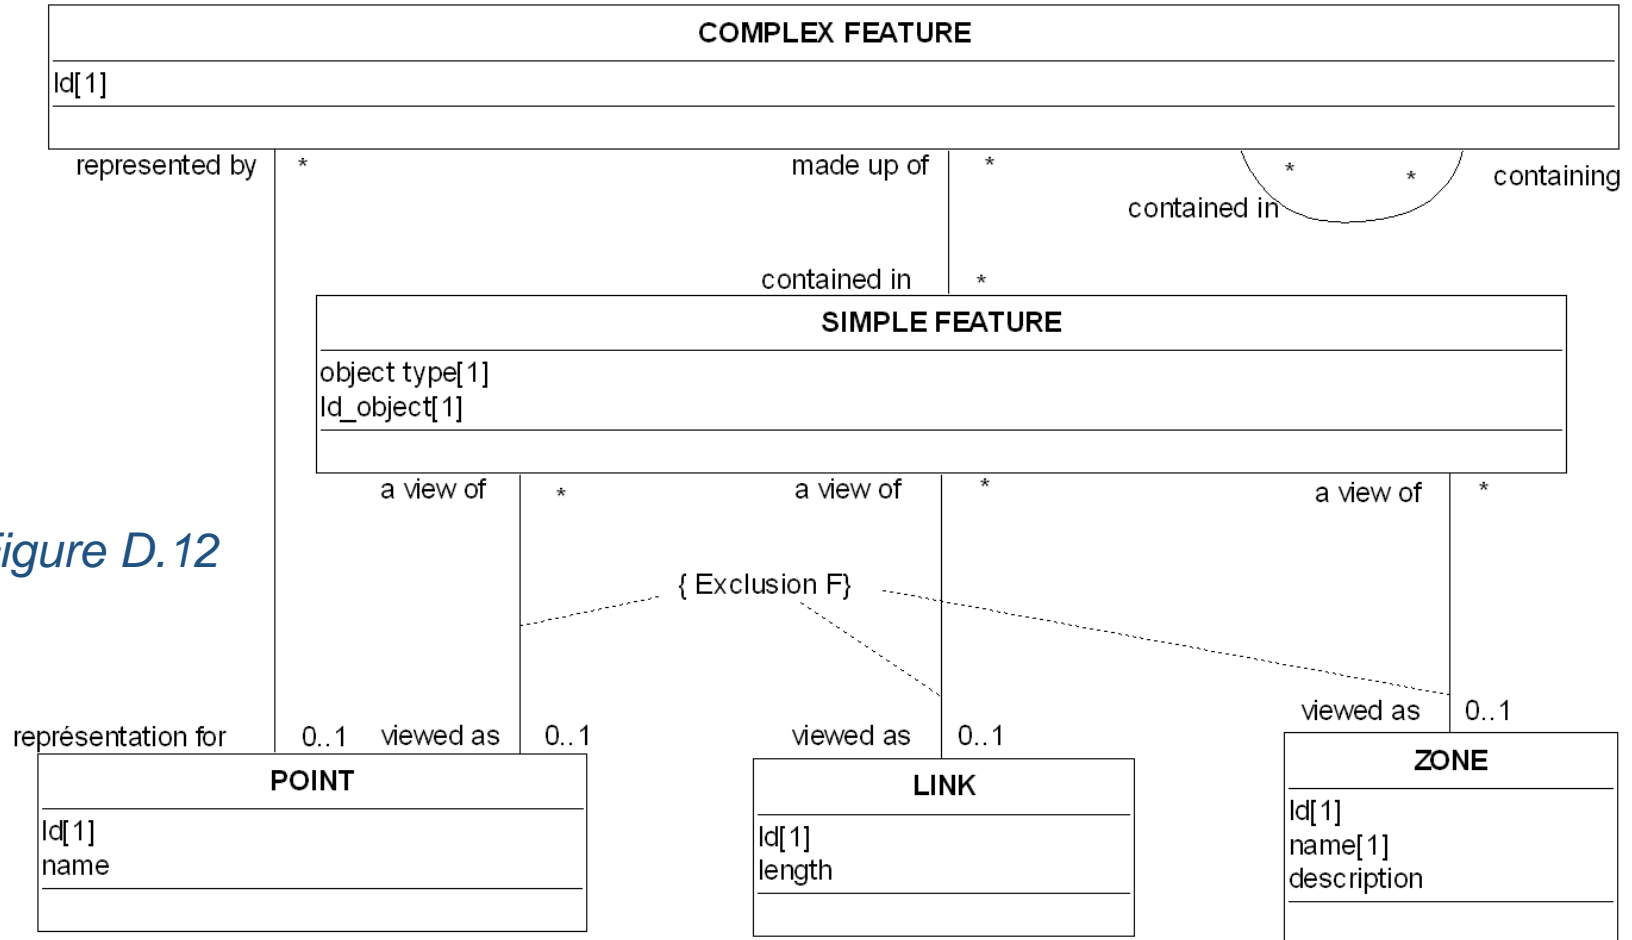 COMPLEX FEATURE
Id[1]
represented by * made up of * * * containing
contained in
contained in *
SIMPLE FEATURE
object type[1]
Id_object[1]
a view of * a view of * a view of *
igure D.12
{ Exclusion F}
viewed as 0..1
représentation for 0..1 viewed as 0..1 viewed as 0..1
POINT
Id[1]
name
LINK
Id[1]
length
ZONE
Id[1]
name[1]
description